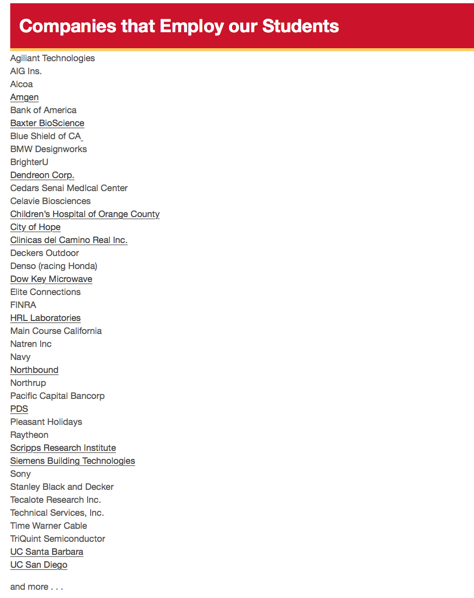 Companies that Employ our Students
Agiliant Technologies
AIG Ins.
Alcoa
Amgen
Bank of America
Baxter BioScience
Blue Shield of CA
BMW Designworks
BrighterU
Dendreon Corp.
Cedars Senai Medical Center
Celavie Biosciences
Children's Hospital of Orange County
City of Hope
Clinicas del Camino Real Inc.
Deckers Outdoor
Denso (racing Honda)
Dow Key Microwave
Elite Connections
FINRA
HRL Laboratories
Main Course California
Natren Inc
Navy
Northbound
Northrup
Pacific Capital Bancorp
PDS
Pleasant Holidays
Raytheon
Scripps Research Institute
Siemens Building Technologies
Sony
Stanley Black and Decker
Tecalote Research Inc.
Technical Services, Inc.
Time Warner Cable
TriQuint Semiconductor
UC Santa Barbara
UC San Diego
and more . . .